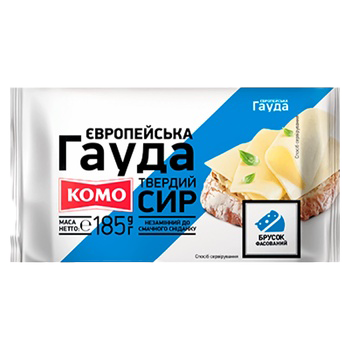 ЄВРОПЕЙСЬКА
Гауда
ЄВРОПЕЙСЬКА
Гауда
КОМО
ТВЕРДИЙ
СИР
МАСА
НЕТТО:
℮185 g г
НЕЗАМІННИЙ ДО
СМАЧНОГО СНІДАНКУ
Спосіб сервірування
БРУСОК
ФАСОВАНИЙ
Спосіб сервірування